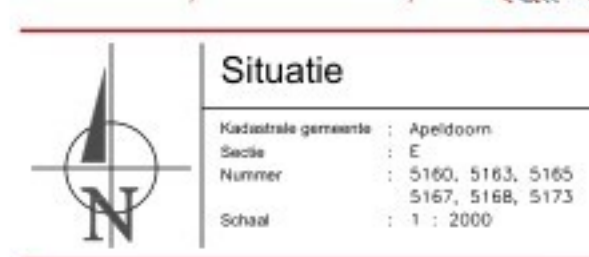 Situatie
Kadastrale gemeente : Apeldoorn
Sectie : E
Nummer : 5160, 5163, 5165
5167, 5168, 5173
Schaal : 1 : 2000
N